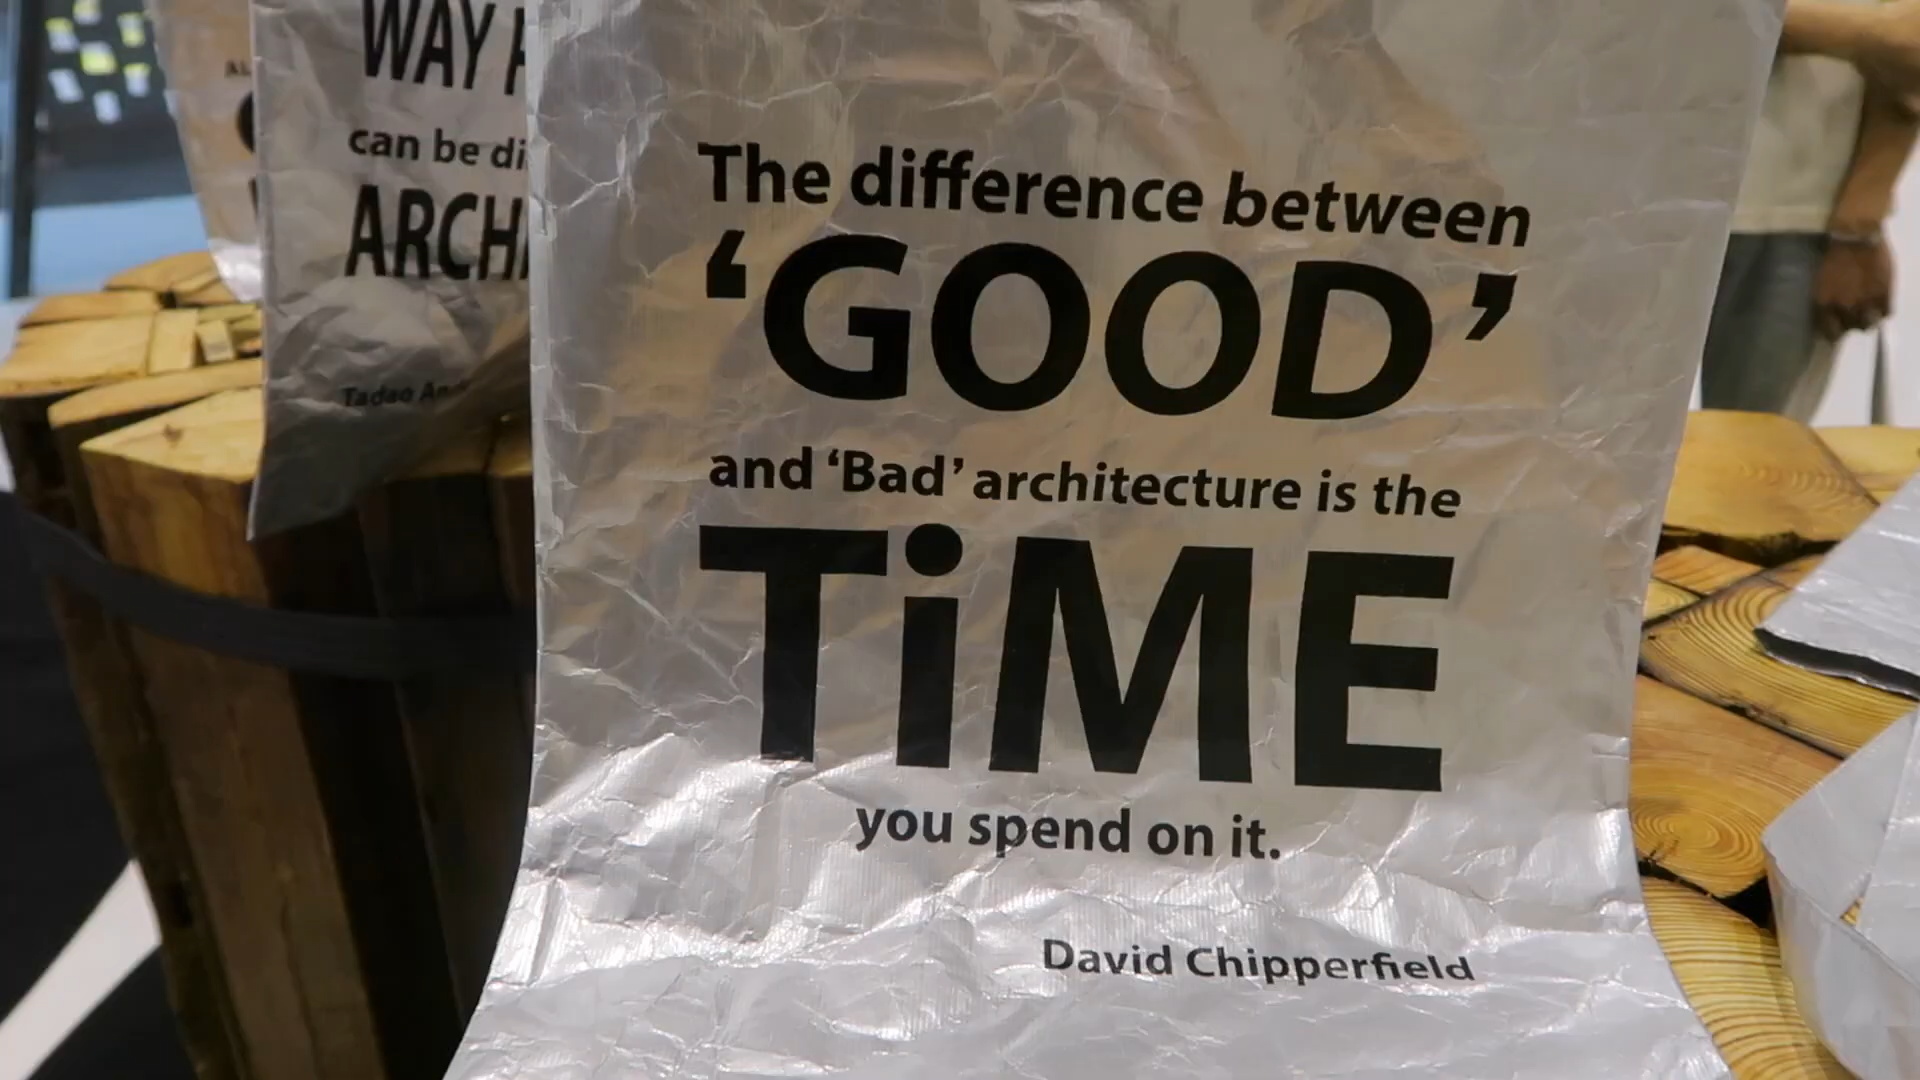 WAY
can be
Tadao
The difference between
‘GOOD’
and ‘Bad’ architecture is the
TiME
you spend on it.
David Chipperfield